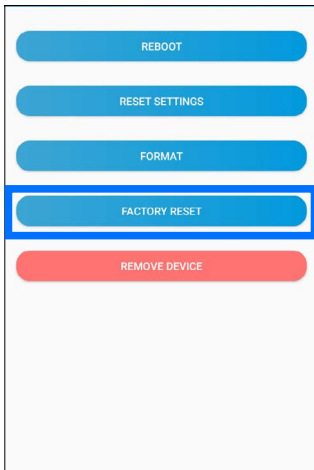 REBOOT
RESET SETTINGS
FORMAT
FACTORY RESET
REMOVE DEVICE